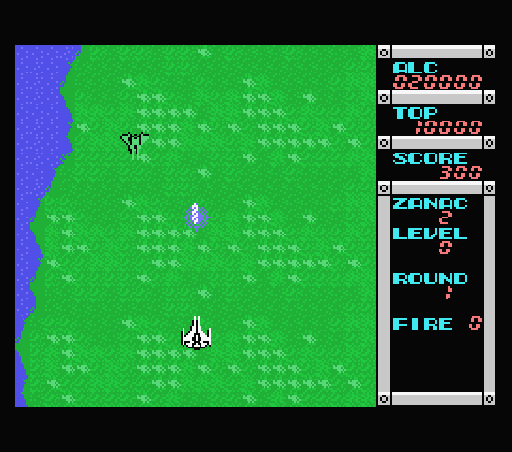 ALC
020000
TOP
10000
SCORE
300
ZANAC
2
LEVEL
0
ROUND
1
FIRE 0